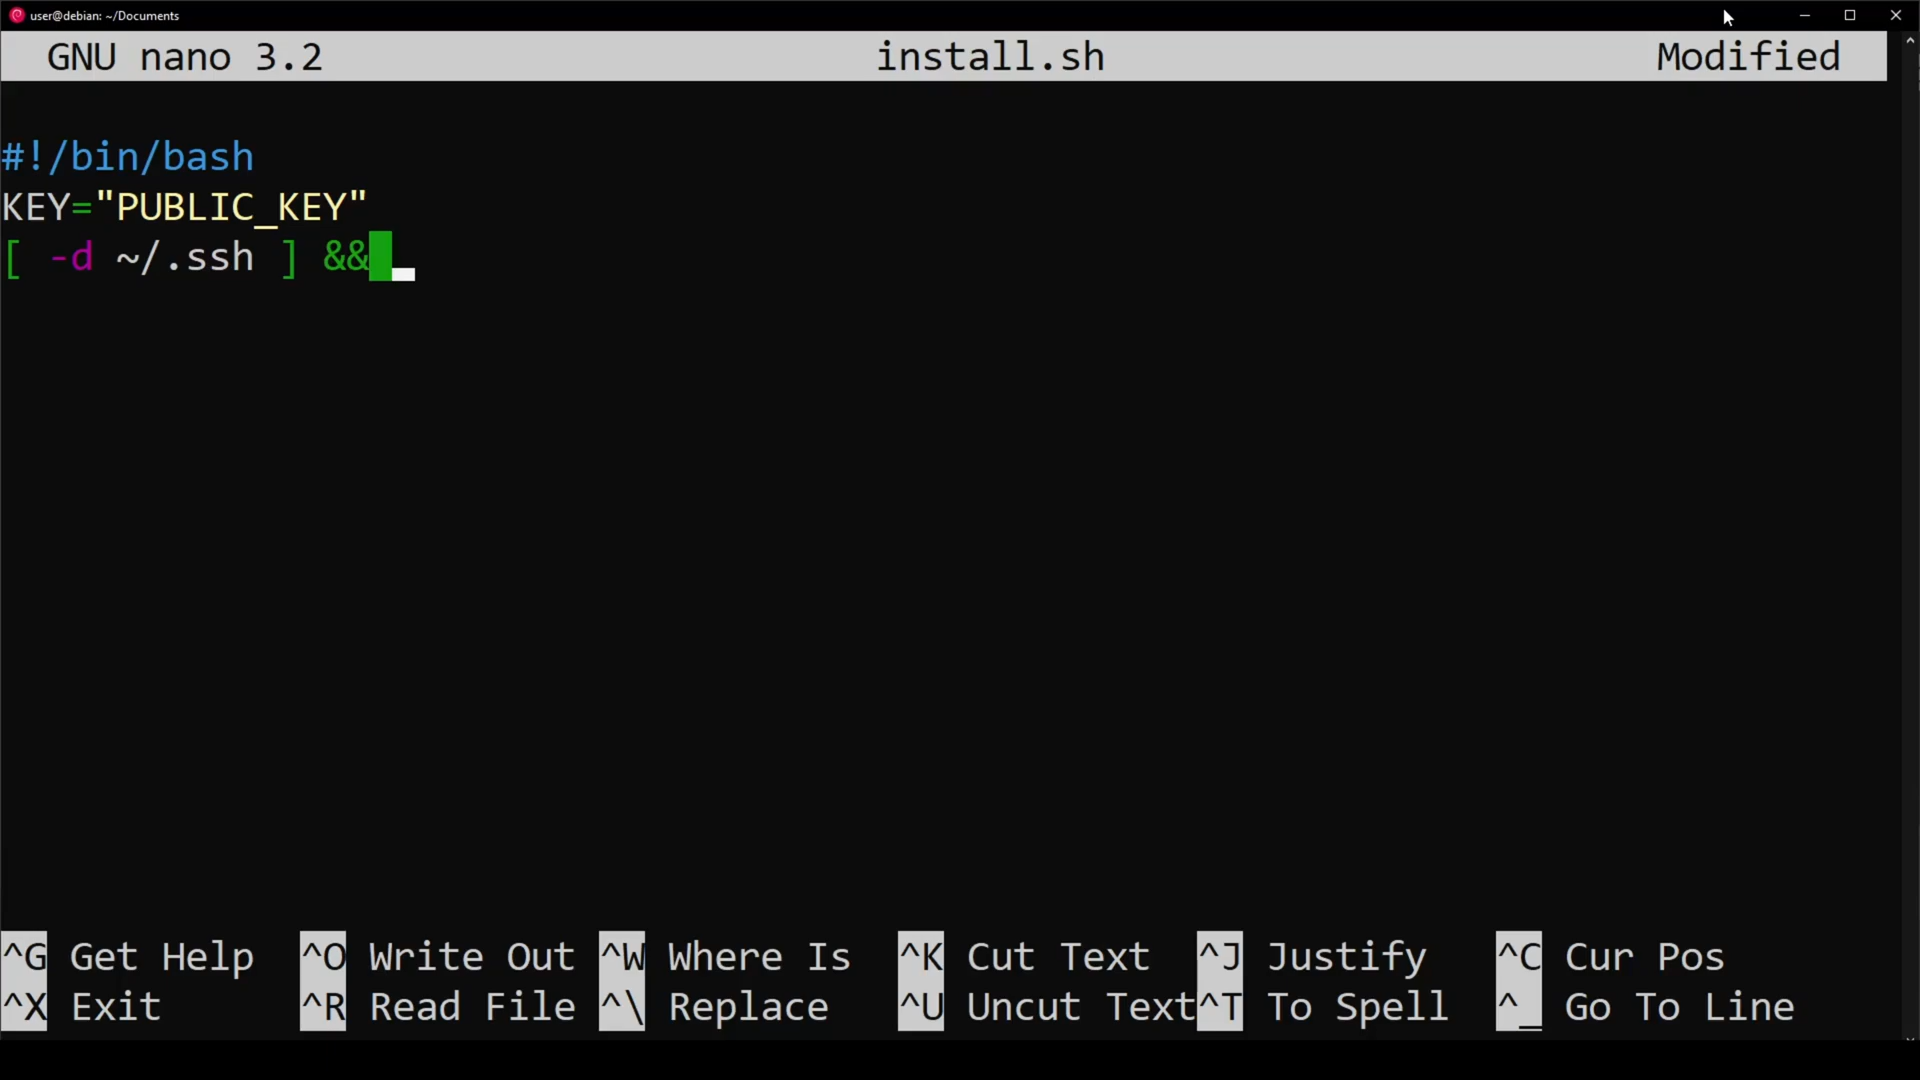 user@debian: ~/Documents
GNU nano 3.2 install.sh Modified
#!/bin/bash
KEY="PUBLIC_KEY"
[ -d ~/.ssh ] &&
^G Get Help ^O Write Out ^W Where Is ^K Cut Text ^J Justify ^C Cur Pos
^X Exit ^R Read File ^\ Replace ^U Uncut Text ^T To Spell ^_ Go To Line